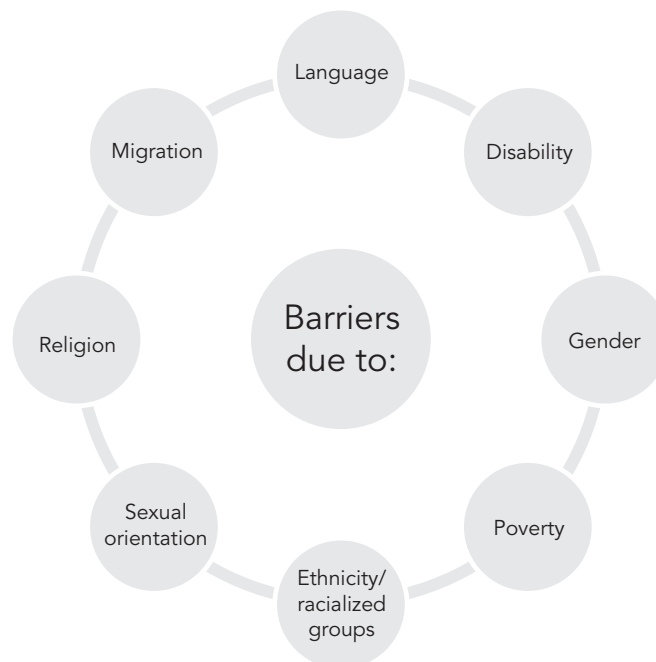 Language
Migration
Disability
Barriers
due to:
Religion
Gender
Sexual
orientation
Poverty
Ethnicity/
racialized
groups